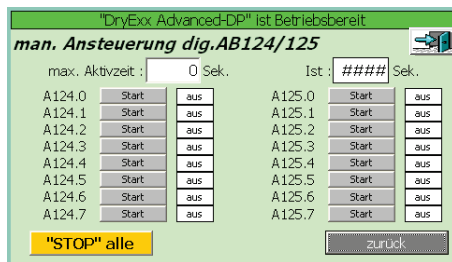 "DryExx Advanced-DP" ist Betriebsbereit
man. Ansteuerung dig.AB124/125
max. Aktivzeit : 0 Sek. Ist : #### Sek.
A124.0 Start aus A125.0 Start aus
A124.1 Start aus A125.1 Start aus
A124.2 Start aus A125.2 Start aus
A124.3 Start aus A125.3 Start aus
A124.4 Start aus A125.4 Start aus
A124.5 Start aus A125.5 Start aus
A124.6 Start aus A125.6 Start aus
A124.7 Start aus A125.7 Start aus
"STOP" alle zurück